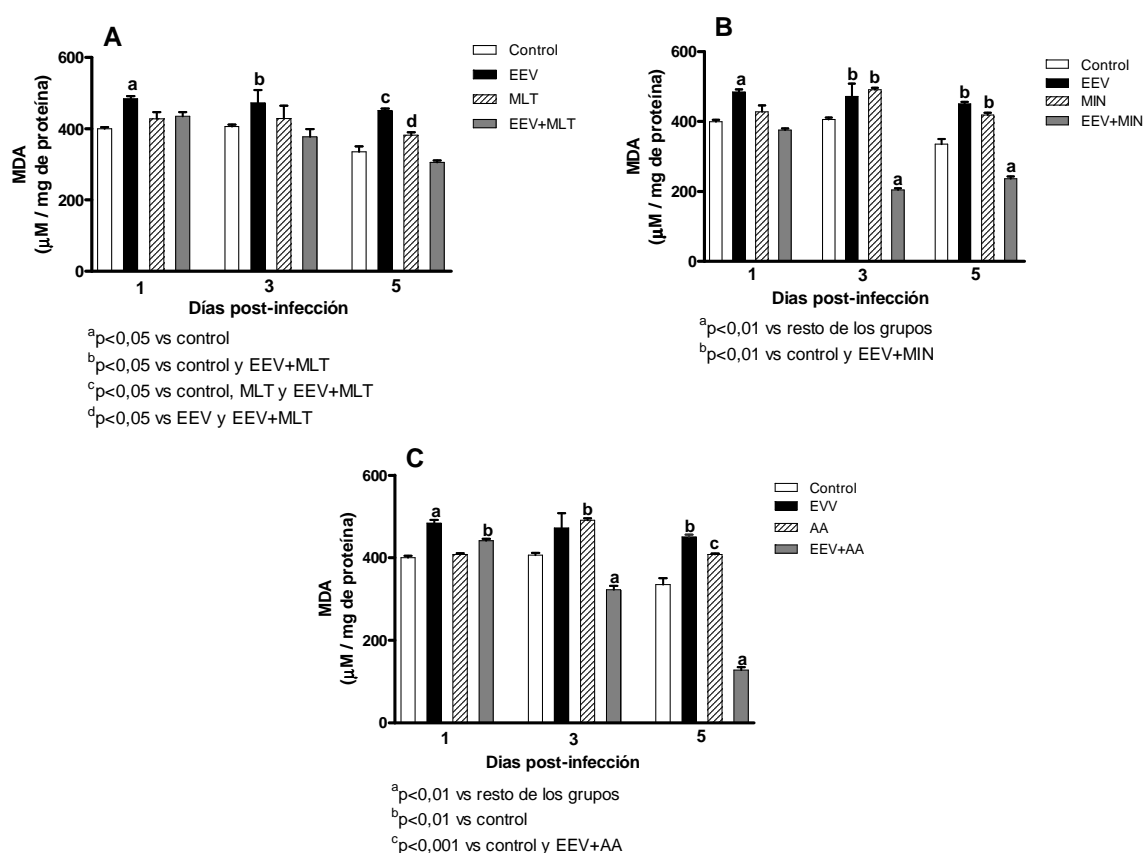 A
600
400
200
0
MDA
(µM / mg de proteína)
a
b
c
d
1
3
5
Días post-infección
Control
EEV
MLT
EEV+MLT
ap<0,05 vs control
bp<0,05 vs control y EEV+MLT
cp<0,05 vs control, MLT y EEV+MLT
dp<0,05 vs EEV y EEV+MLT
B
600
400
200
0
MDA
(µM / mg de proteína)
a
b
b
a
b
b
a
1
3
5
Dias post-infección
Control
EEV
MIN
EEV+MIN
ap<0,01 vs resto de los grupos
bp<0,01 vs control y EEV+MIN
C
600
400
200
0
MDA
(µM / mg de proteína)
a
b
b
a
b
c
a
1
3
5
Dias post-infección
Control
EVV
AA
EEV+AA
ap<0,01 vs resto de los grupos
bp<0,01 vs control
cp<0,001 vs control y EEV+AA